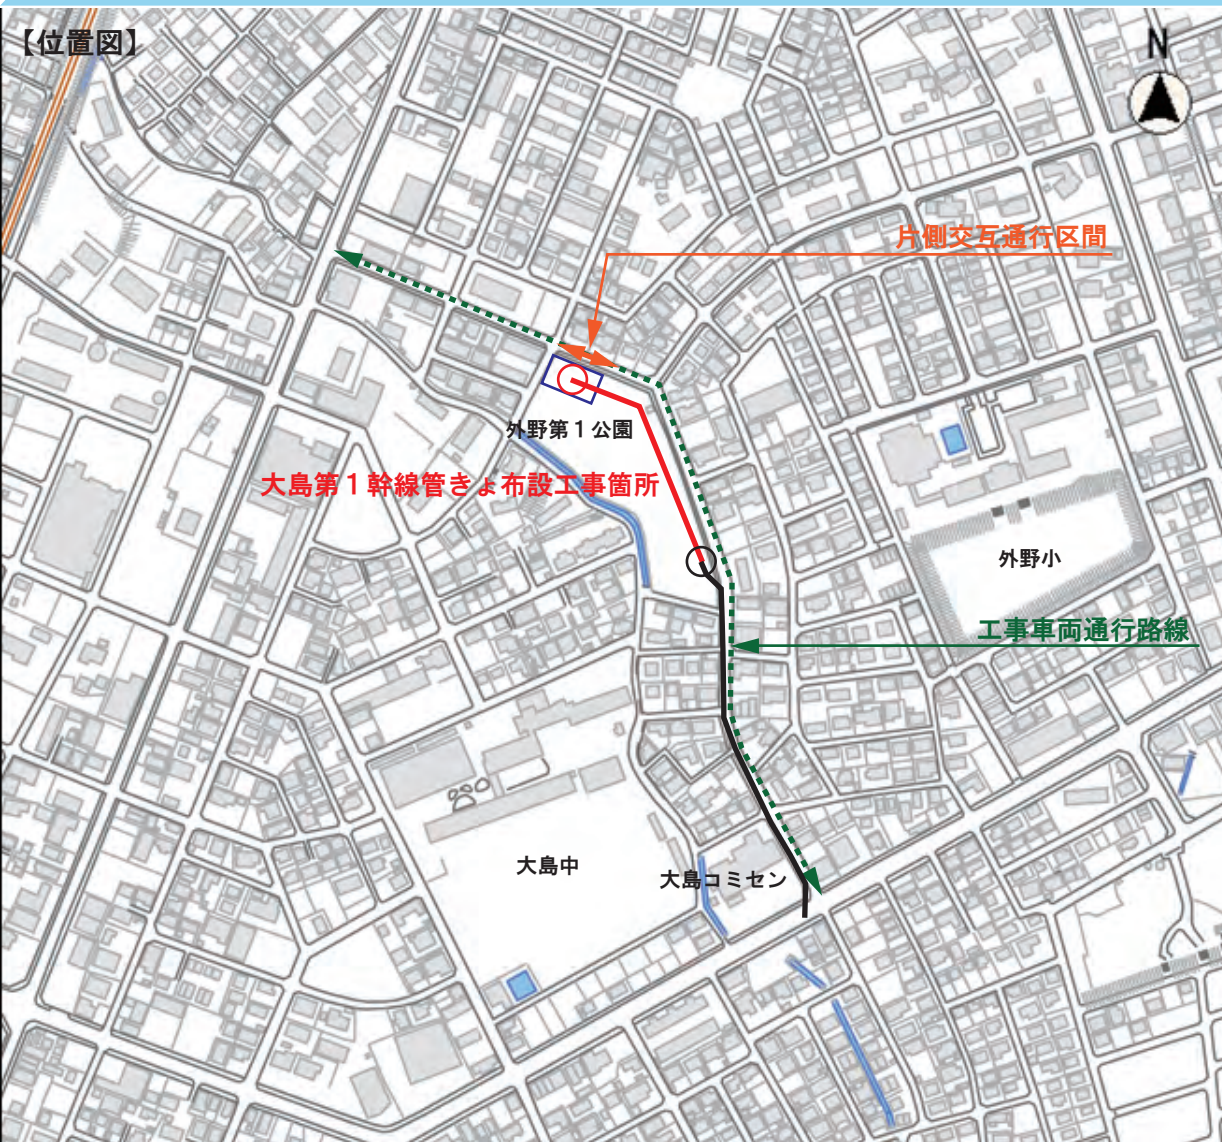 【位置図】
N
片側交互通行区間
外野第1公園
大島第1幹線管きょ布設工事箇所
外野小
工事車両通行路線
大島中
大島コミセン